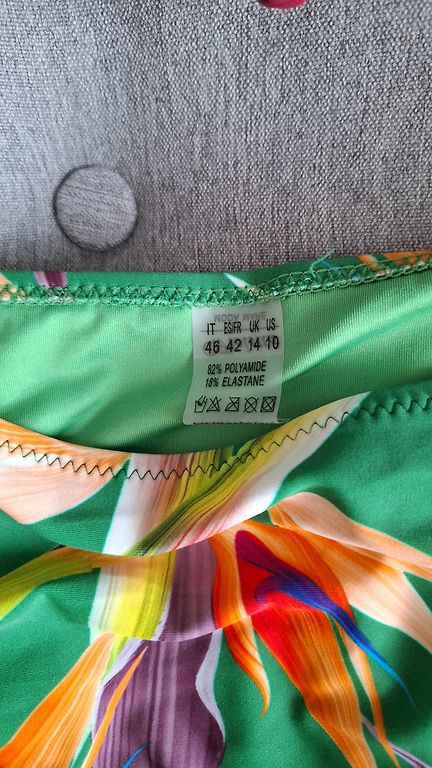 IT ES/FR UK US
46 42 14 10
82% POLYAMIDE
18% ELASTANE